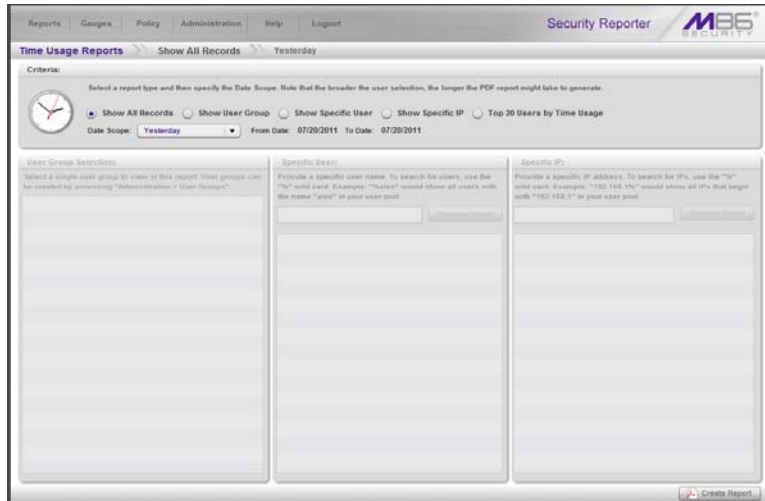 Reports Gauges Policy Administration Help Logout
Security Reporter
M86
SECURITY
Time Usage Reports Show All Records Yesterday
Criteria:
Select a report type and then specify the Date Scope. Note that the broader the user selection, the longer the PDF report might take to generate.
Show All Records Show User Group Show Specific User Show Specific IP Top 20 Users by Time Usage
Date Scope: Yesterday From Date: 07/20/2011 To Date: 07/20/2011
User Group Selection:
Select a single user group to view in this report. User groups can
be created by accessing "Administration > User Groups".
Specific User:
Provide a specific user name. To search for users, use the
"%" wild card. Example: "%alex" would show all users with
the name "alex" in your user pool.
Specific IP:
Provide a specific IP address. To search for IPs, use the "%"
wild card. Example: "192.168.1%" would show all IPs that begin
with "192.168.1" in your user pool.
Create Report